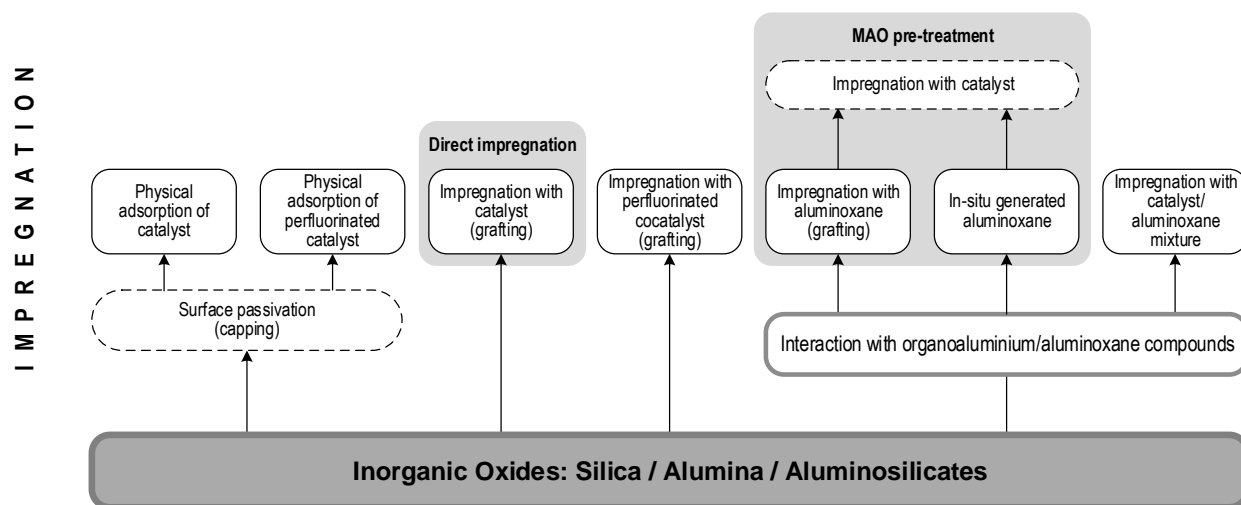 IMPREGNATION
MAO pre-treatment
Impregnation with catalyst
Direct impregnation
Physical
adsorption of
catalyst
Physical
adsorption of
perfluorinated
catalyst
Impregnation with
catalyst
(grafting)
Impregnation with
perfluorinated
cocatalyst
(grafting)
Impregnation with
aluminoxane
(grafting)
In-situ generated
aluminoxane
Impregnation with
catalyst/
aluminoxane
mixture
Surface passivation
(capping)
Interaction with organoaluminium/aluminoxane compounds
Inorganic Oxides: Silica / Alumina / Aluminosilicates